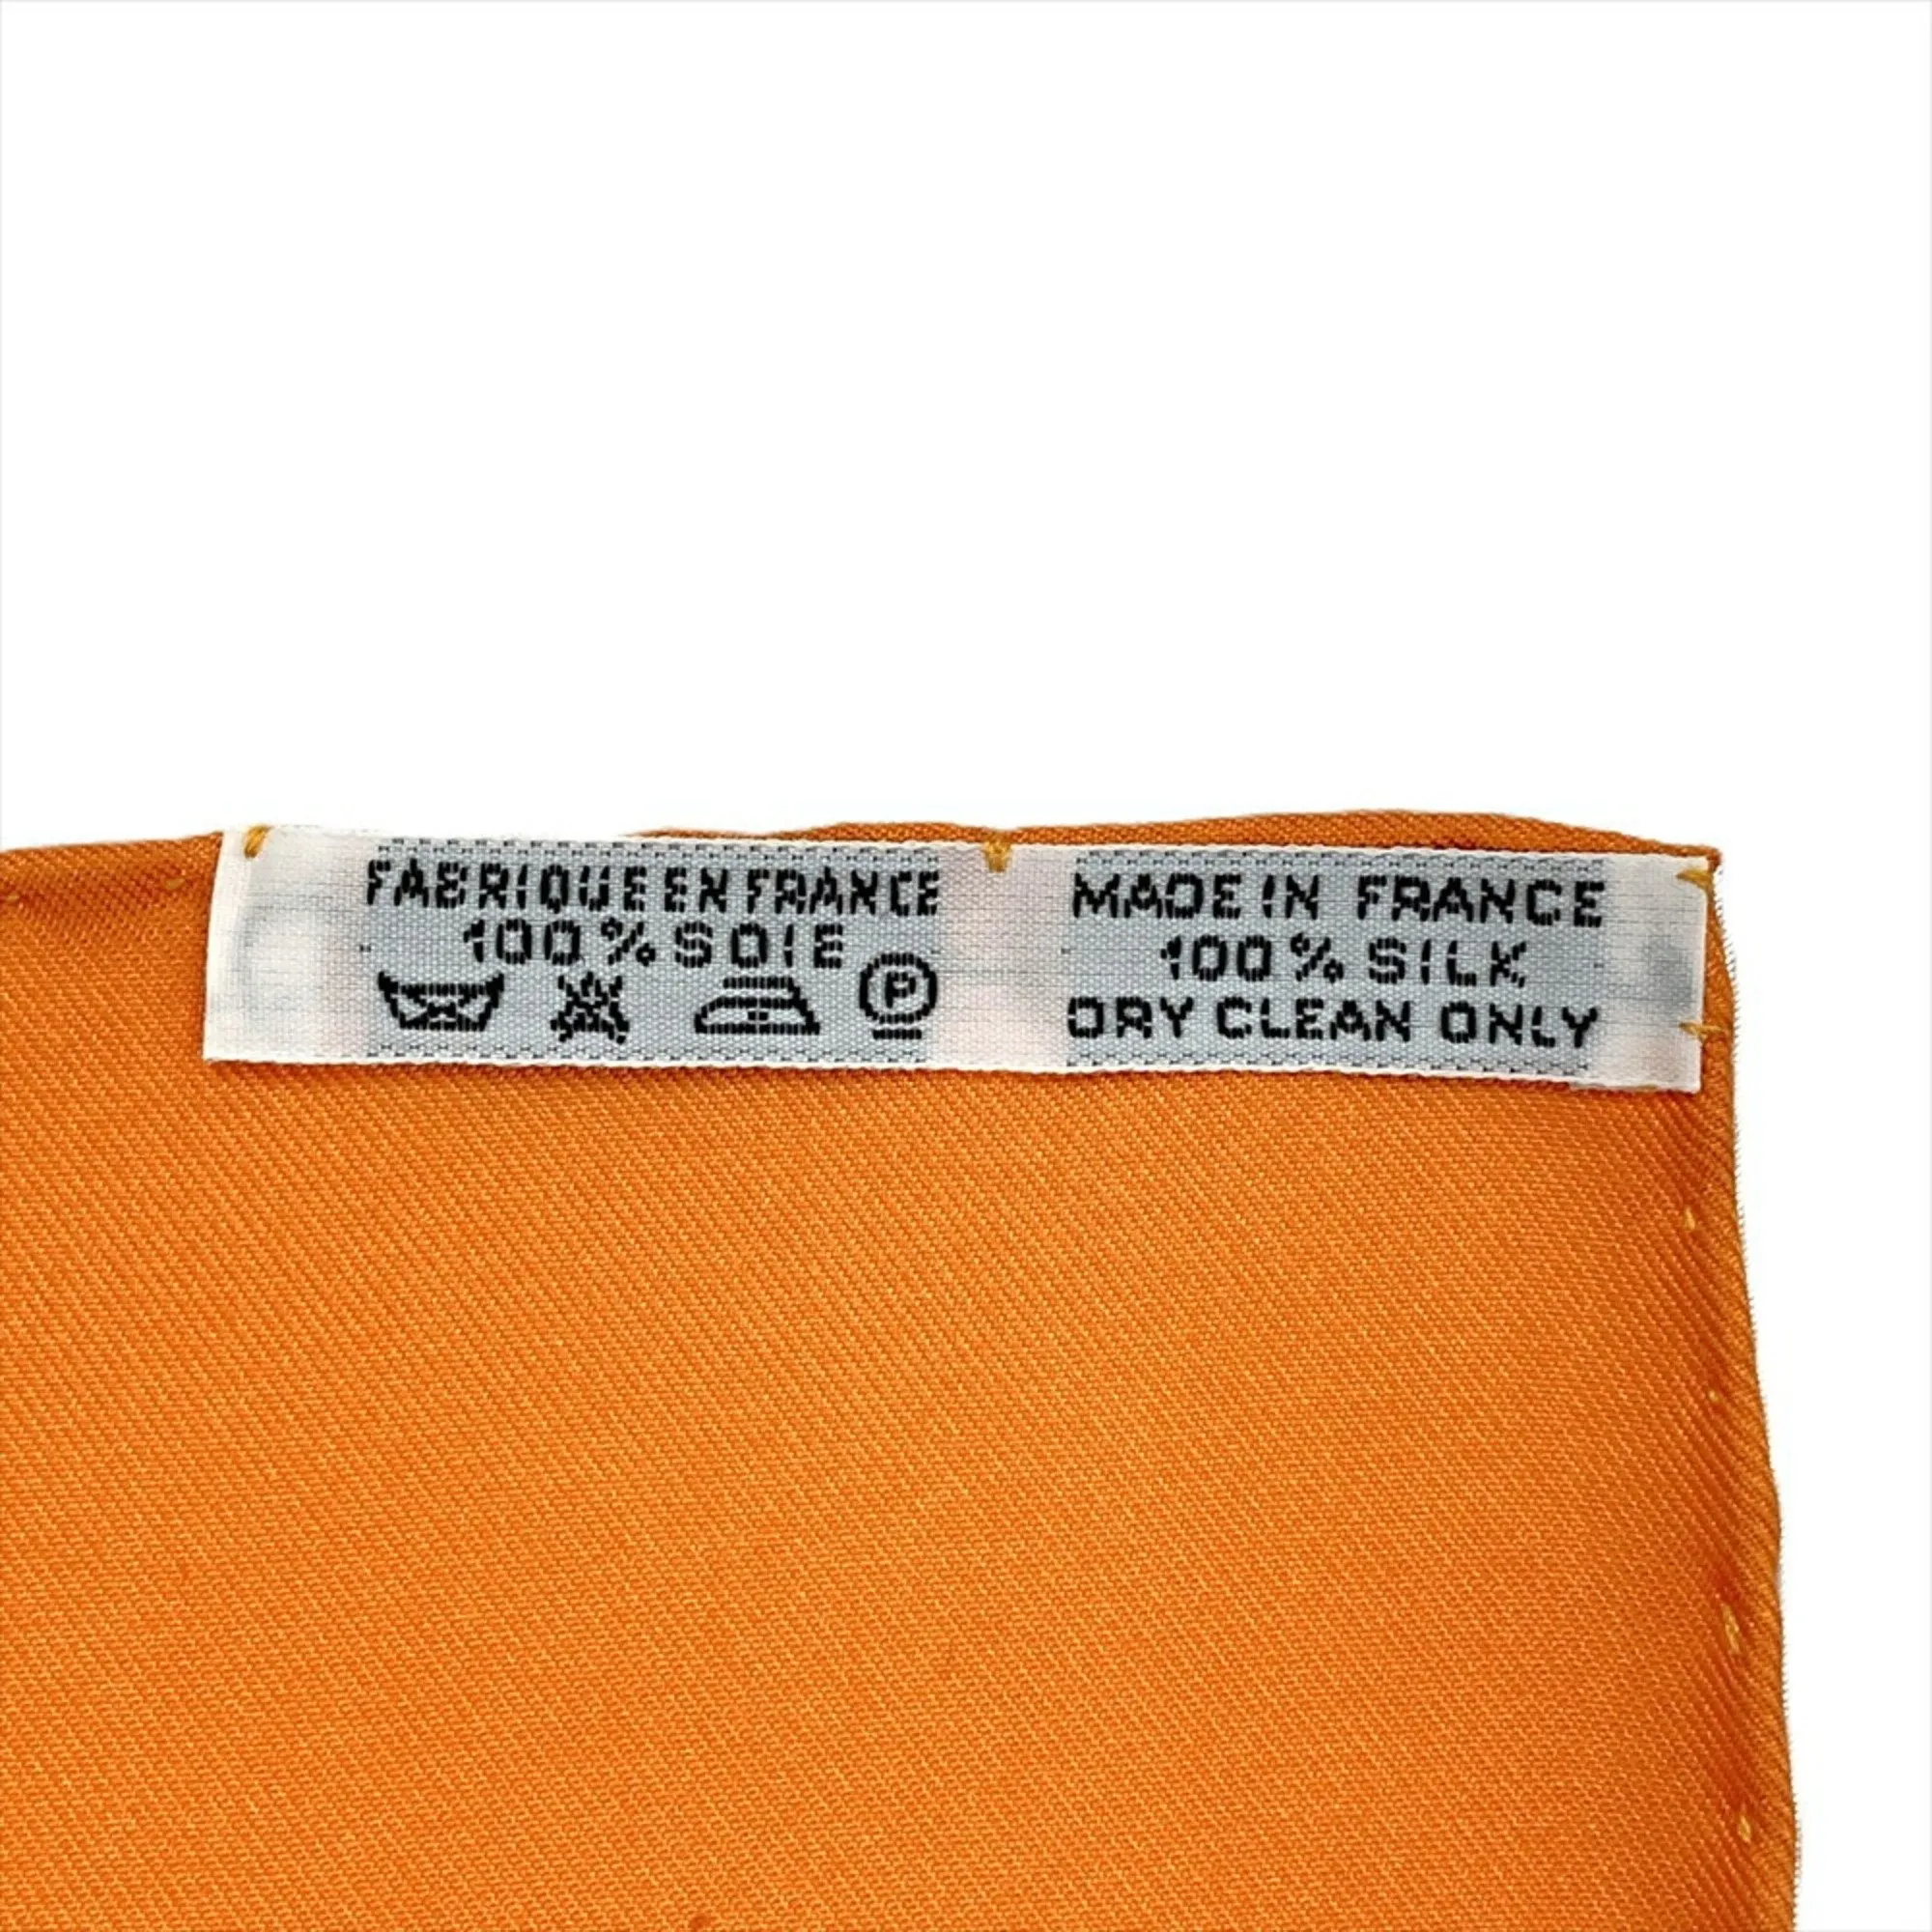 FABRIQUE EN FRANCE
100% SOIE
P
MADE IN FRANCE
100% SILK
DRY CLEAN ONLY